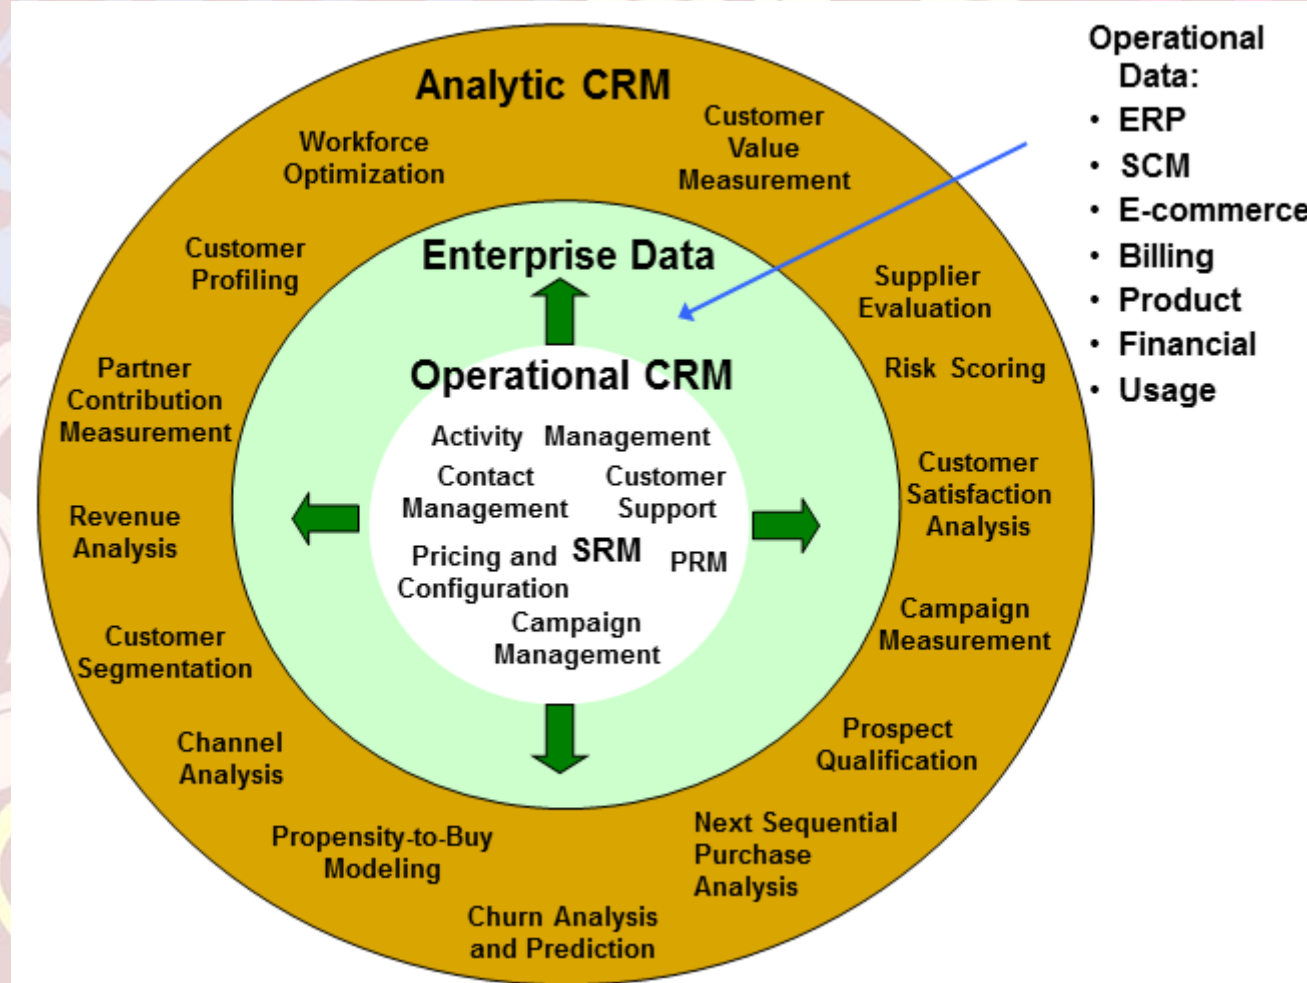 Analytic CRM
Workforce
Optimization
Customer
Value
Measurement
Customer
Profiling
Supplier
Evaluation
Partner
Contribution
Measurement
Risk Scoring
Revenue
Analysis
Customer
Satisfaction
Analysis
Customer
Segmentation
Campaign
Measurement
Channel
Analysis
Prospect
Qualification
Propensity-to-Buy
Modeling
Next Sequential
Purchase
Analysis
Churn Analysis
and Prediction
Enterprise Data
Operational CRM
Activity Management
Contact
Management
Customer
Support
Pricing and
Configuration
SRM
PRM
Campaign
Management
Operational
Data:
• ERP
• SCM
• E-commerce
• Billing
• Product
• Financial
• Usage